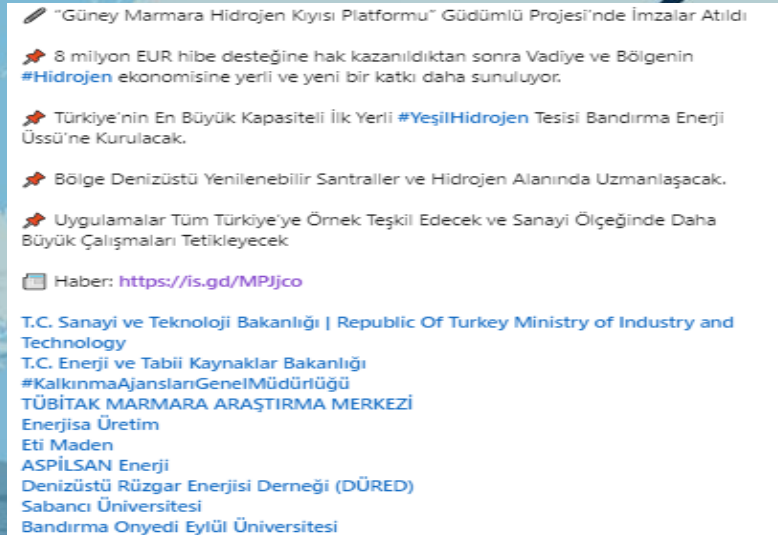 🖋 “Güney Marmara Hidrojen Kıyısı Platformu” Güdümlü Projesi’nde İmzalar Atıldı
📌 8 milyon EUR hibe desteğine hak kazanıldıktan sonra Vadiye ve Bölgenin
#Hidrojen ekonomisine yerli ve yeni bir katkı daha sunuluyor.
📌 Türkiye’nin En Büyük Kapasiteli İlk Yerli #YeşilHidrojen Tesisi Bandırma Enerji
Üssü’ne Kurulacak.
📌 Bölge Denizüstü Yenilenebilir Santraller ve Hidrojen Alanında Uzmanlaşacak.
📌 Uygulamalar Tüm Türkiye’ye Örnek Teşkil Edecek ve Sanayi Ölçeğinde Daha
Büyük Çalışmaları Tetikleyecek
📰 Haber: https://is.gd/MPJjco
T.C. Sanayi ve Teknoloji Bakanlığı | Republic Of Turkey Ministry of Industry and
Technology
T.C. Enerji ve Tabii Kaynaklar Bakanlığı
#KalkınmaAjanslarıGenelMüdürlüğü
TÜBİTAK MARMARA ARAŞTIRMA MERKEZİ
Enerjisa Üretim
Eti Maden
ASPİLSAN Enerji
Denizüstü Rüzgar Enerjisi Derneği (DÜRED)
Sabancı Üniversitesi
Bandırma Onyedi Eylül Üniversitesi